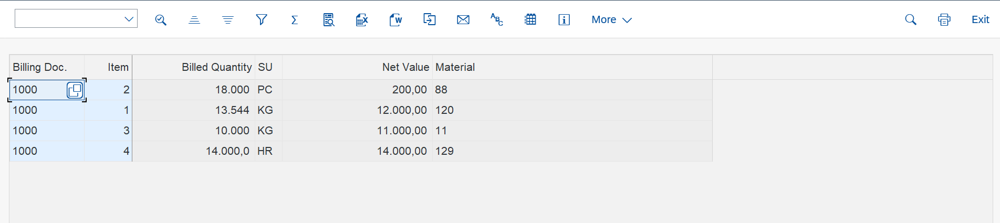 More Exit
Billing Doc. Item Billed Quantity SU Net Value Material
1000 2 18.000 PC 200,00 88
1000 1 13.544 KG 12.000,00 120
1000 3 10.000 KG 11.000,00 11
1000 4 14.000,0 HR 14.000,00 129